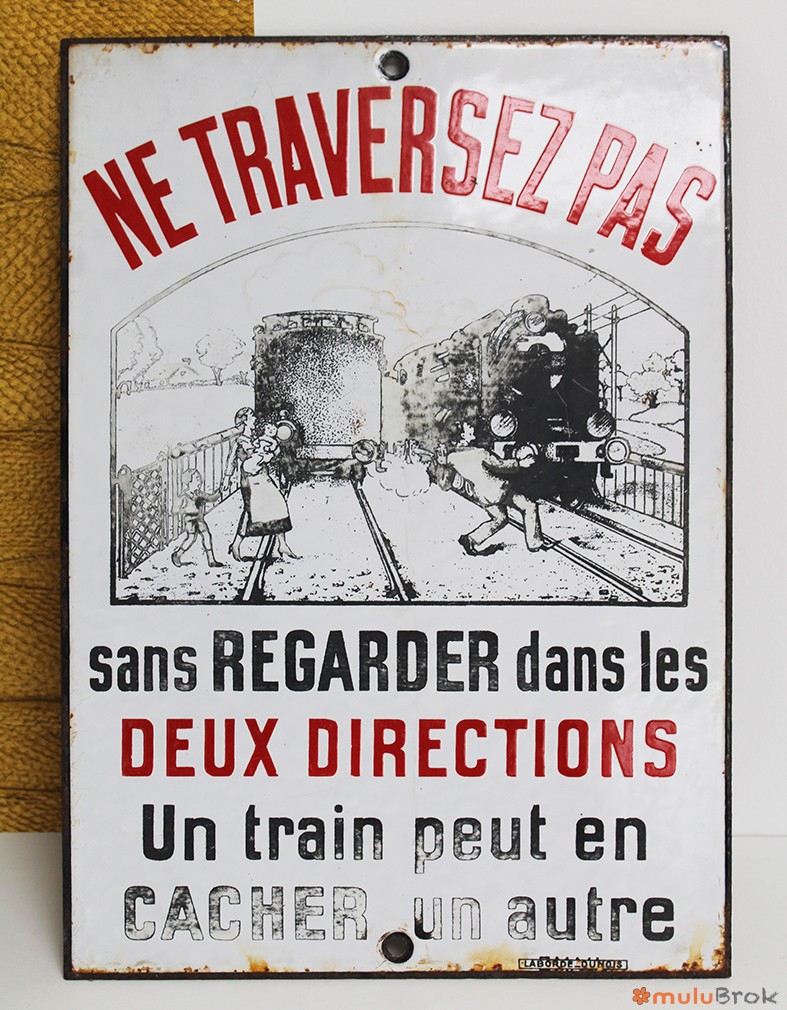 NE TRAVERSEZ PAS
sans REGARDER dans les
DEUX DIRECTIONS
Un train peut en
CACHER un autre
LABORDE DUNOIS
muluBrok